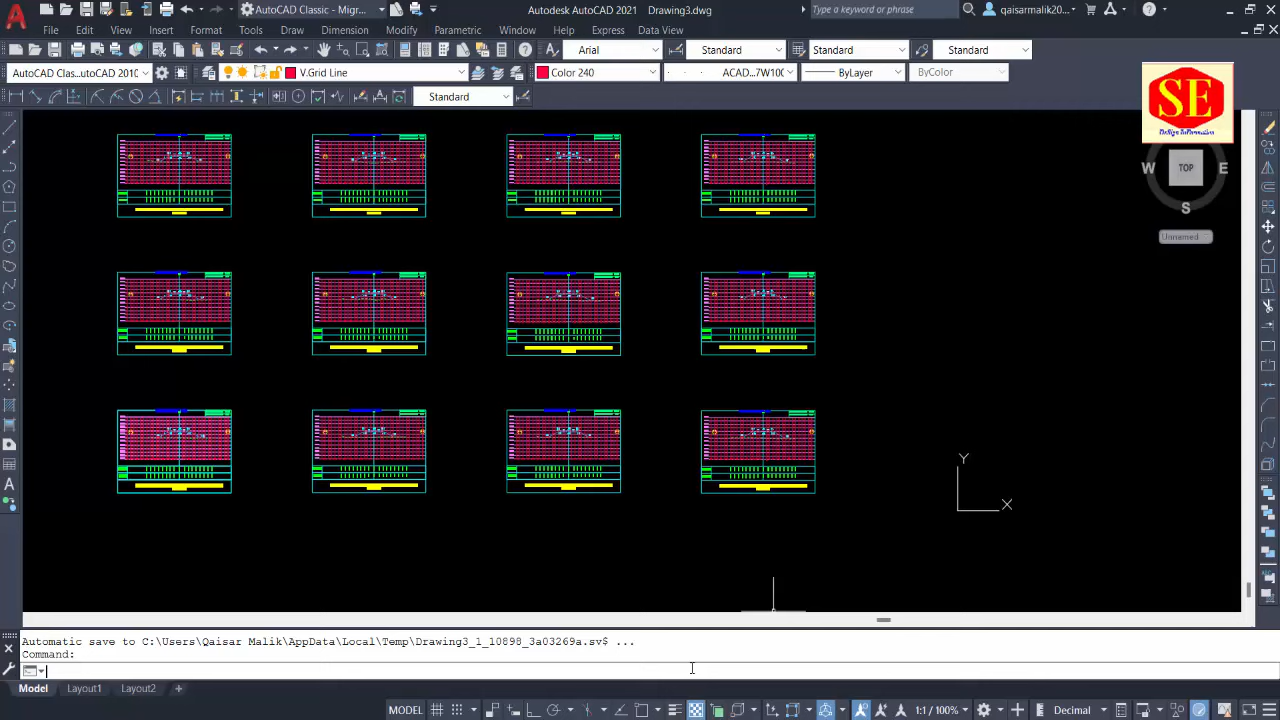 AutoCAD Classic - Migr...
Autodesk AutoCAD 2021 Drawing3.dwg
Type a keyword or phrase
qaisarmalik20...
File Edit View Insert Format Tools Draw Dimension Modify Parametric Window Express Data View
Arial
Standard
Standard
Standard
AutoCAD Clas...utoCAD 2010
V.Grid Line
Color 240
ACAD...7W100
ByLayer
ByColor
Standard
SE
DeSign InFormation
W
TOP
E
S
Unnamed
Y
X
Automatic save to C:\Users\Qaisar Malik\AppData\Local\Temp\Drawing3_1_10898_3a03269a.sv$ ...
Command:
Model Layout1 Layout2 +
MODEL
1:1 / 100%
Decimal